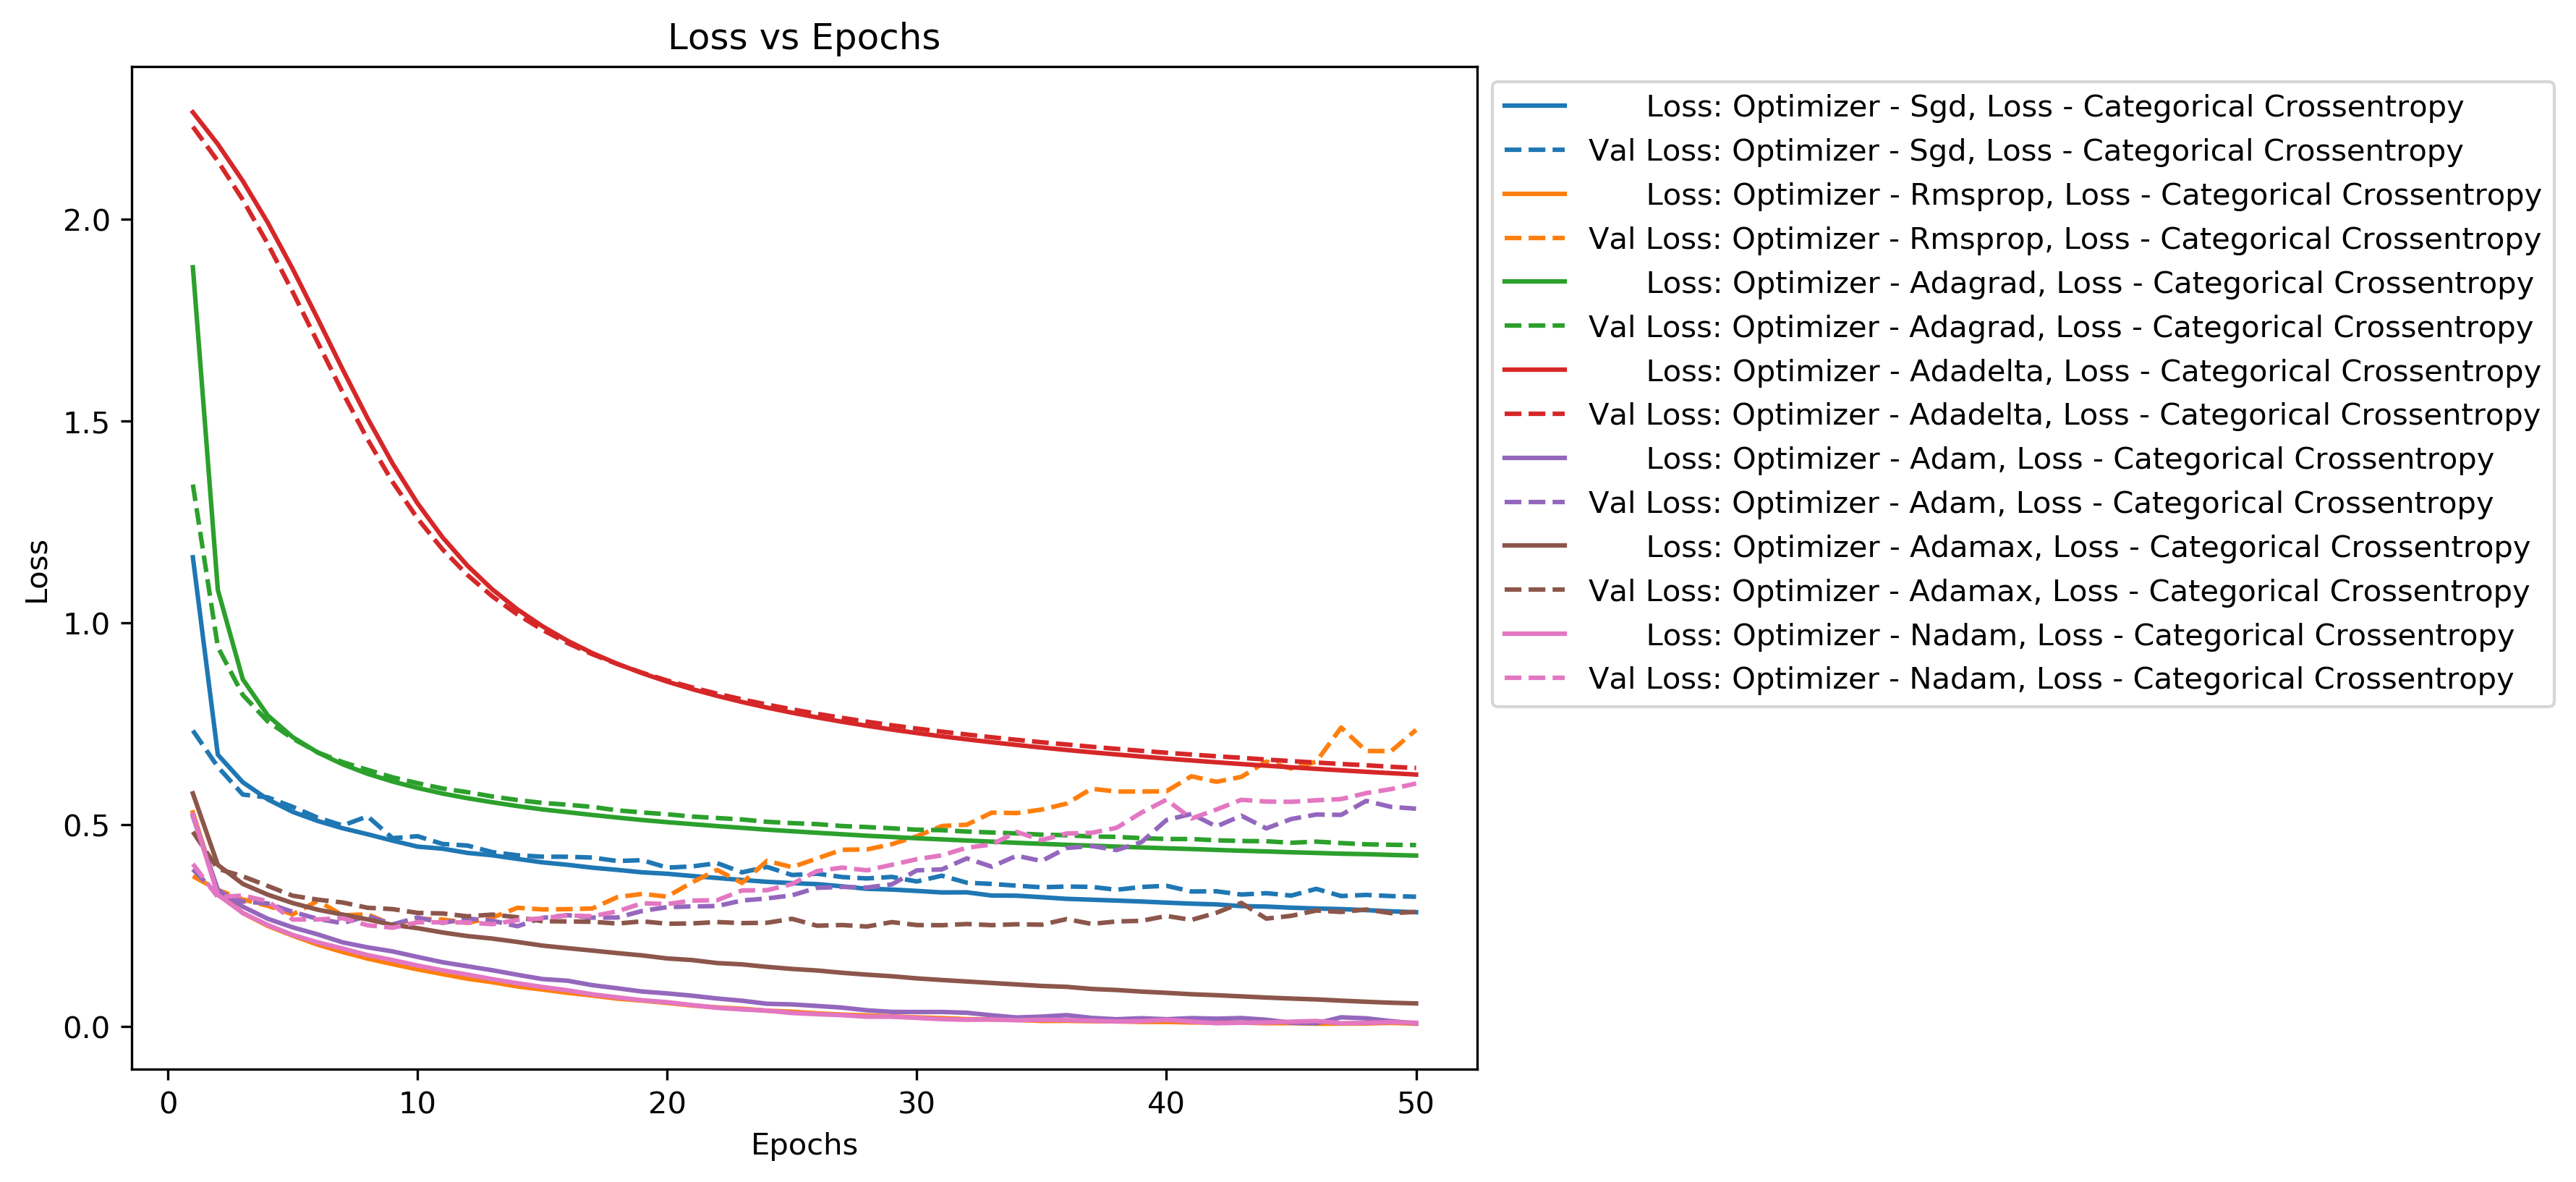 Loss vs Epochs
Loss: Optimizer - Sgd, Loss - Categorical Crossentropy
Val Loss: Optimizer - Sgd, Loss - Categorical Crossentropy
Loss: Optimizer - Rmsprop, Loss - Categorical Crossentropy
Val Loss: Optimizer - Rmsprop, Loss - Categorical Crossentropy
Loss: Optimizer - Adagrad, Loss - Categorical Crossentropy
Val Loss: Optimizer - Adagrad, Loss - Categorical Crossentropy
Loss: Optimizer - Adadelta, Loss - Categorical Crossentropy
Val Loss: Optimizer - Adadelta, Loss - Categorical Crossentropy
Loss: Optimizer - Adam, Loss - Categorical Crossentropy
Val Loss: Optimizer - Adam, Loss - Categorical Crossentropy
Loss: Optimizer - Adamax, Loss - Categorical Crossentropy
Val Loss: Optimizer - Adamax, Loss - Categorical Crossentropy
Loss: Optimizer - Nadam, Loss - Categorical Crossentropy
Val Loss: Optimizer - Nadam, Loss - Categorical Crossentropy
Loss
2.0
1.5
1.0
0.5
0.0
0 10 20 30 40 50
Epochs